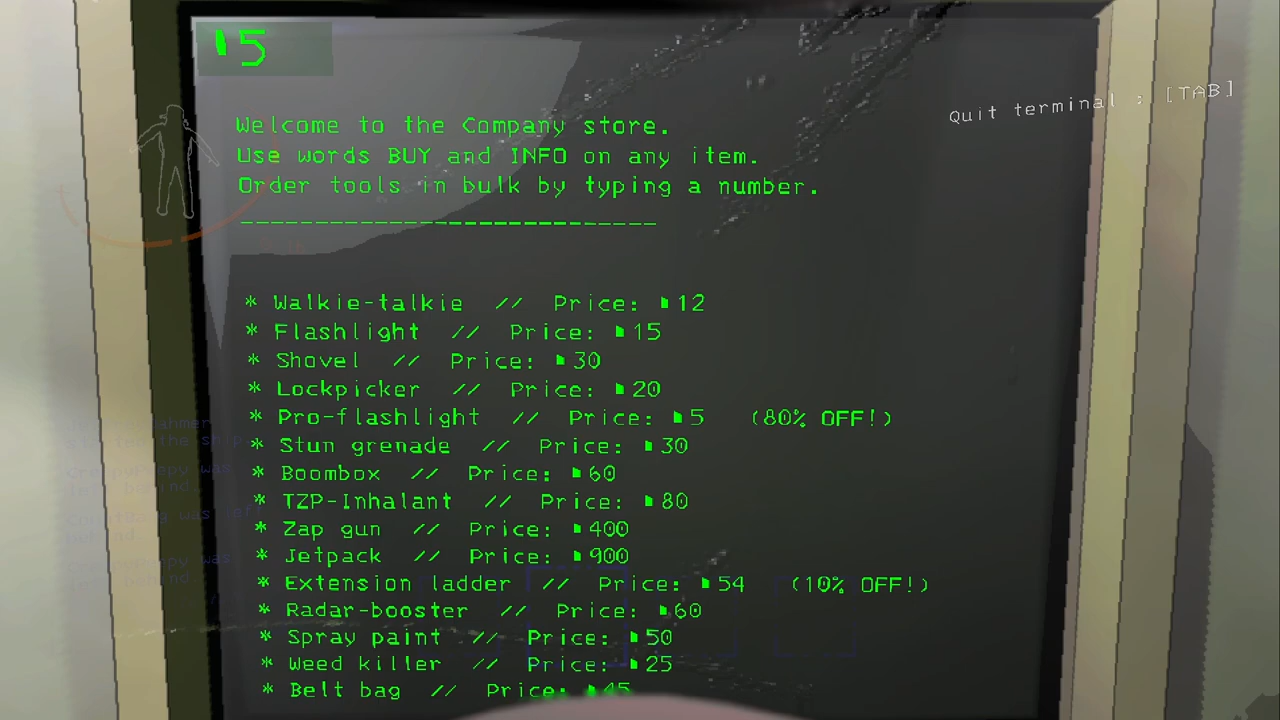 ▮5
Quit terminal : [TAB]
Welcome to the Company store.
Use words BUY and INFO on any item.
Order tools in bulk by typing a number.
----------------------------
* Walkie-talkie // Price: ▮12
* Flashlight // Price: ▮15
* Shovel // Price: ▮30
* Lockpicker // Price: ▮20
* Pro-flashlight // Price: ▮5 (80% OFF!)
* Stun grenade // Price: ▮30
* Boombox // Price: ▮60
* TZP-Inhalant // Price: ▮80
* Zap gun // Price: ▮400
* Jetpack // Price: ▮900
* Extension ladder // Price: ▮54 (10% OFF!)
* Radar-booster // Price: ▮60
* Spray paint // Price: ▮50
* Weed killer // Price: ▮25
* Belt bag // Price: ▮45